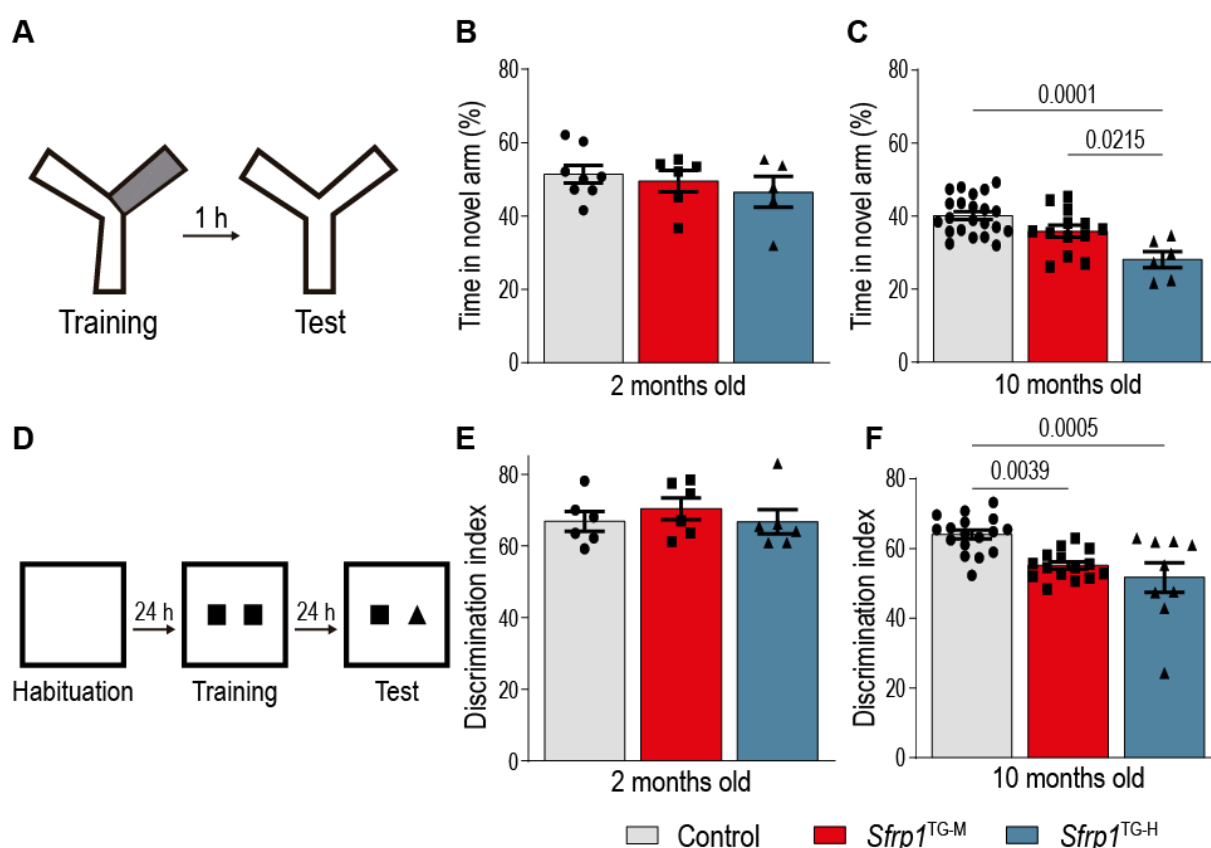 A
Training
1 h
Test
B
Time in novel arm (%)
80
60
40
20
0
2 months old
C
Time in novel arm (%)
80
60
40
20
0
0.0001
0.0215
10 months old
D
Habituation
24 h
Training
24 h
Test
E
Discrimination index
80
60
40
20
0
2 months old
F
Discrimination index
80
60
40
20
0
0.0005
0.0039
10 months old
Control
Sfrp1TG-M
Sfrp1TG-H